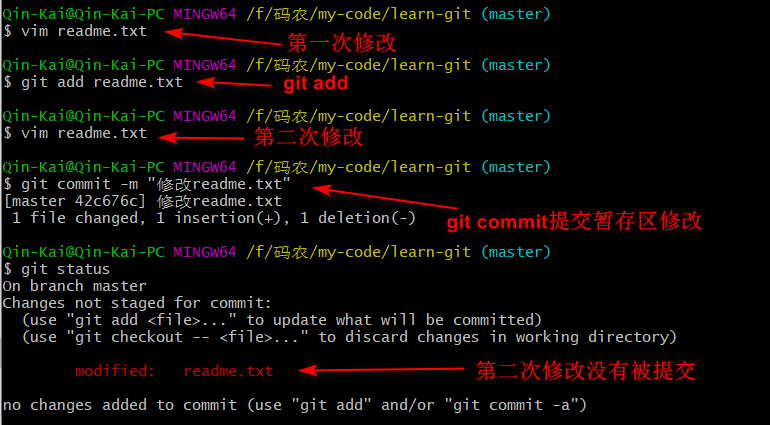 Qin-Kai@Qin-Kai-PC MINGW64 /f/码农/my-code/learn-git (master)
$ vim readme.txt
第一次修改
Qin-Kai@Qin-Kai-PC MINGW64 /f/码农/my-code/learn-git (master)
$ git add readme.txt
git add
Qin-Kai@Qin-Kai-PC MINGW64 /f/码农/my-code/learn-git (master)
$ vim readme.txt
第二次修改
Qin-Kai@Qin-Kai-PC MINGW64 /f/码农/my-code/learn-git (master)
$ git commit -m "修改readme.txt"
[master 42c676c] 修改readme.txt
1 file changed, 1 insertion(+), 1 deletion(-)
git commit提交暂存区修改
Qin-Kai@Qin-Kai-PC MINGW64 /f/码农/my-code/learn-git (master)
$ git status
On branch master
Changes not staged for commit:
(use "git add <file>..." to update what will be committed)
(use "git checkout -- <file>..." to discard changes in working directory)
modified: readme.txt
第二次修改没有被提交
no changes added to commit (use "git add" and/or "git commit -a")